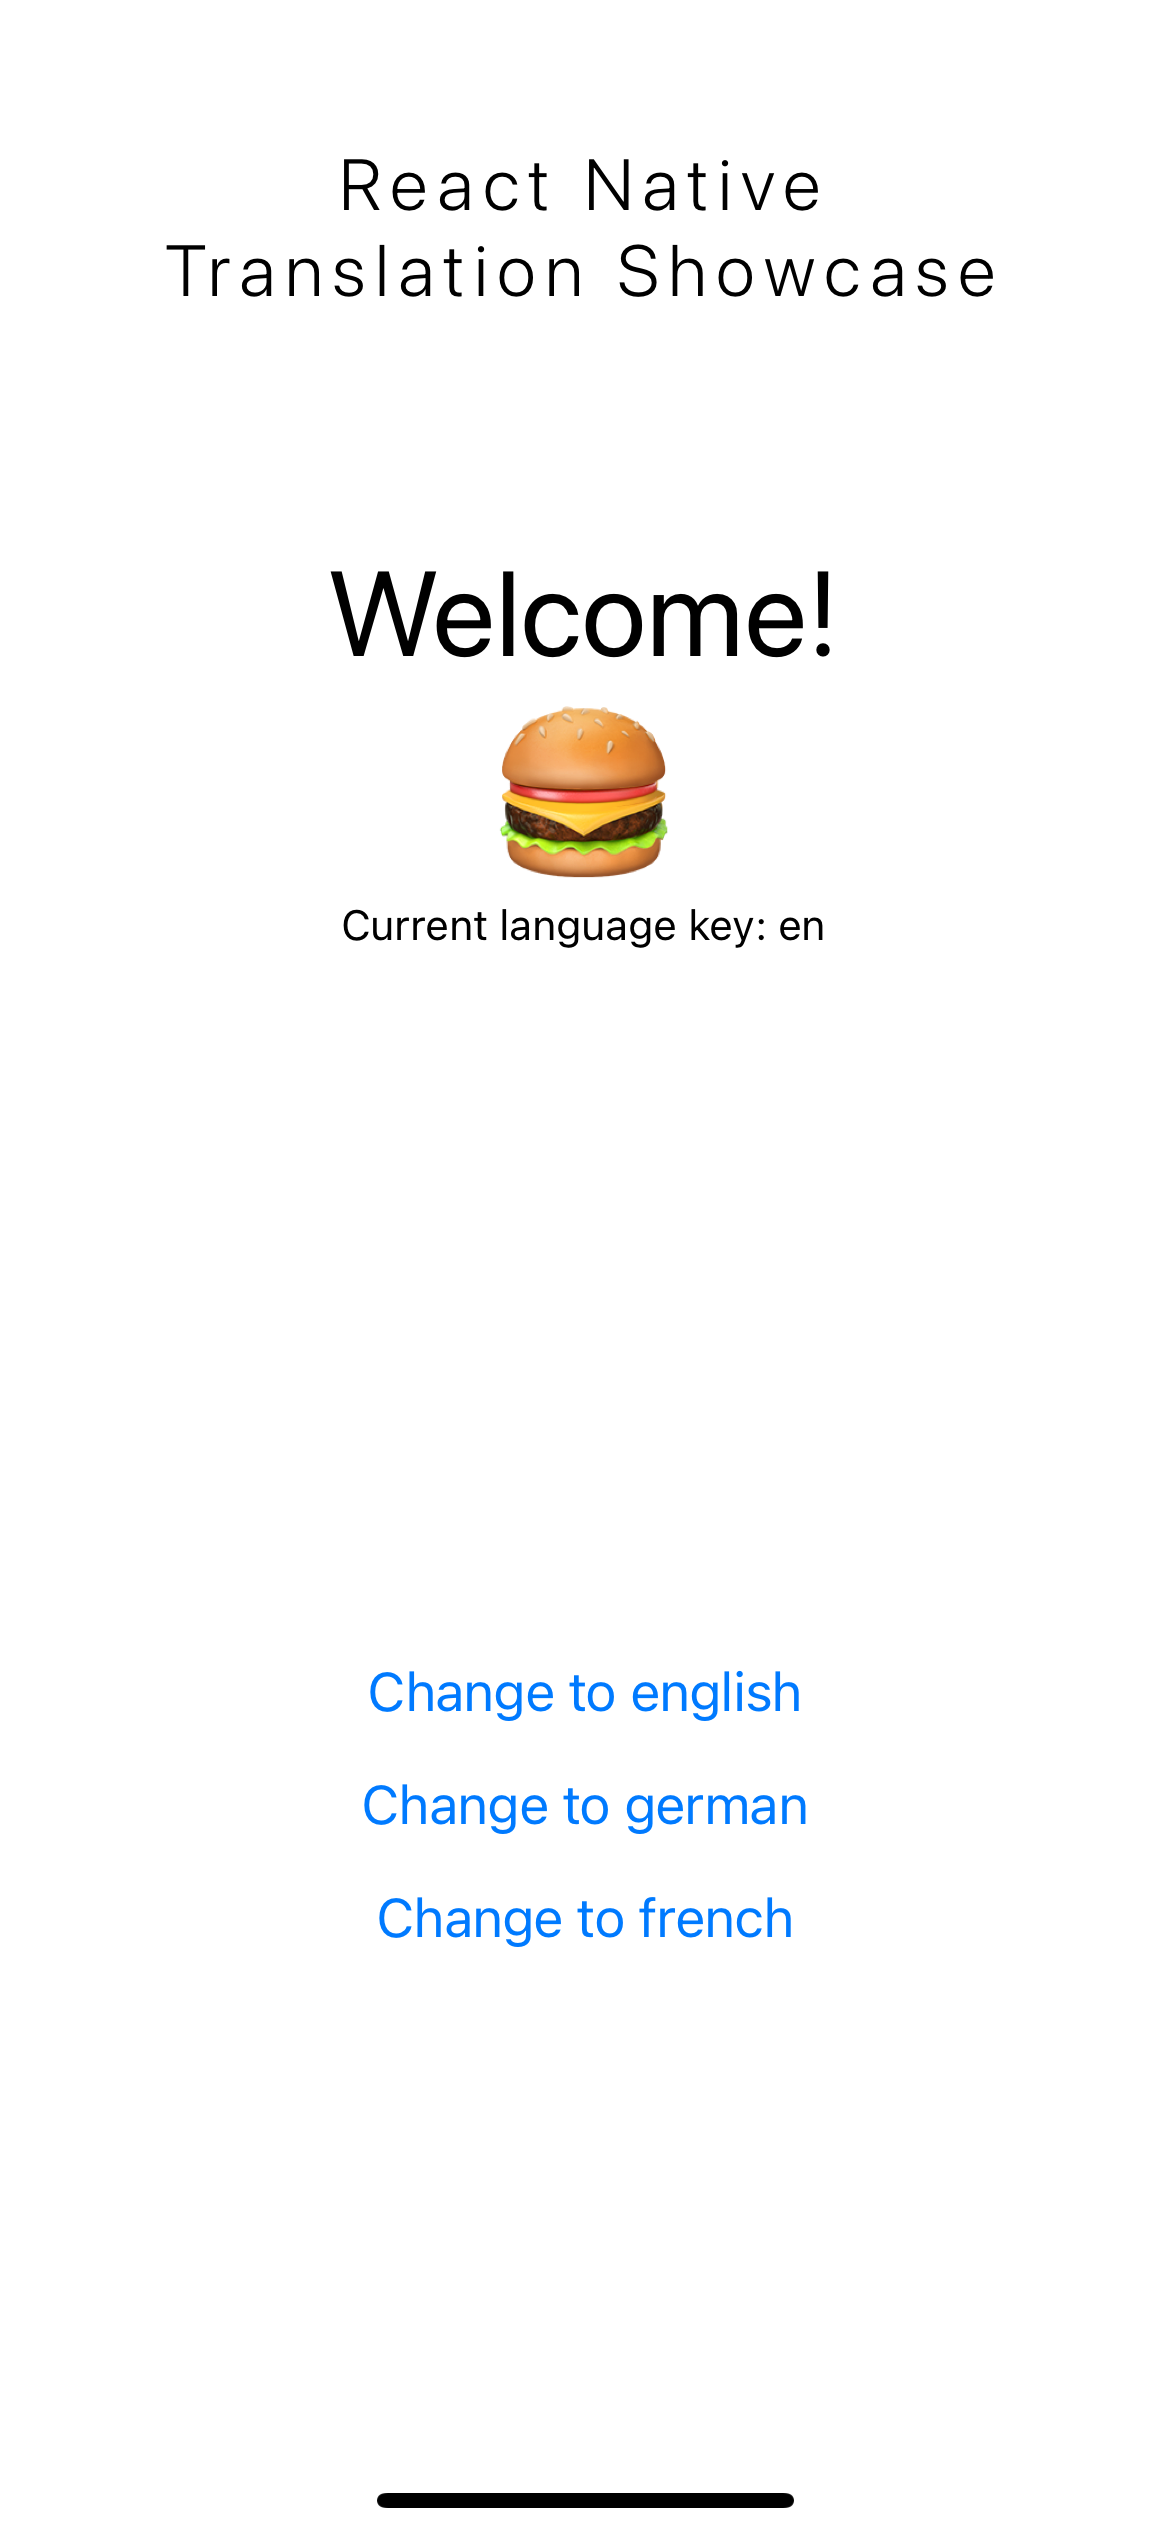 React Native
Translation Showcase
Welcome!
🍔
Current language key: en
Change to english
Change to german
Change to french